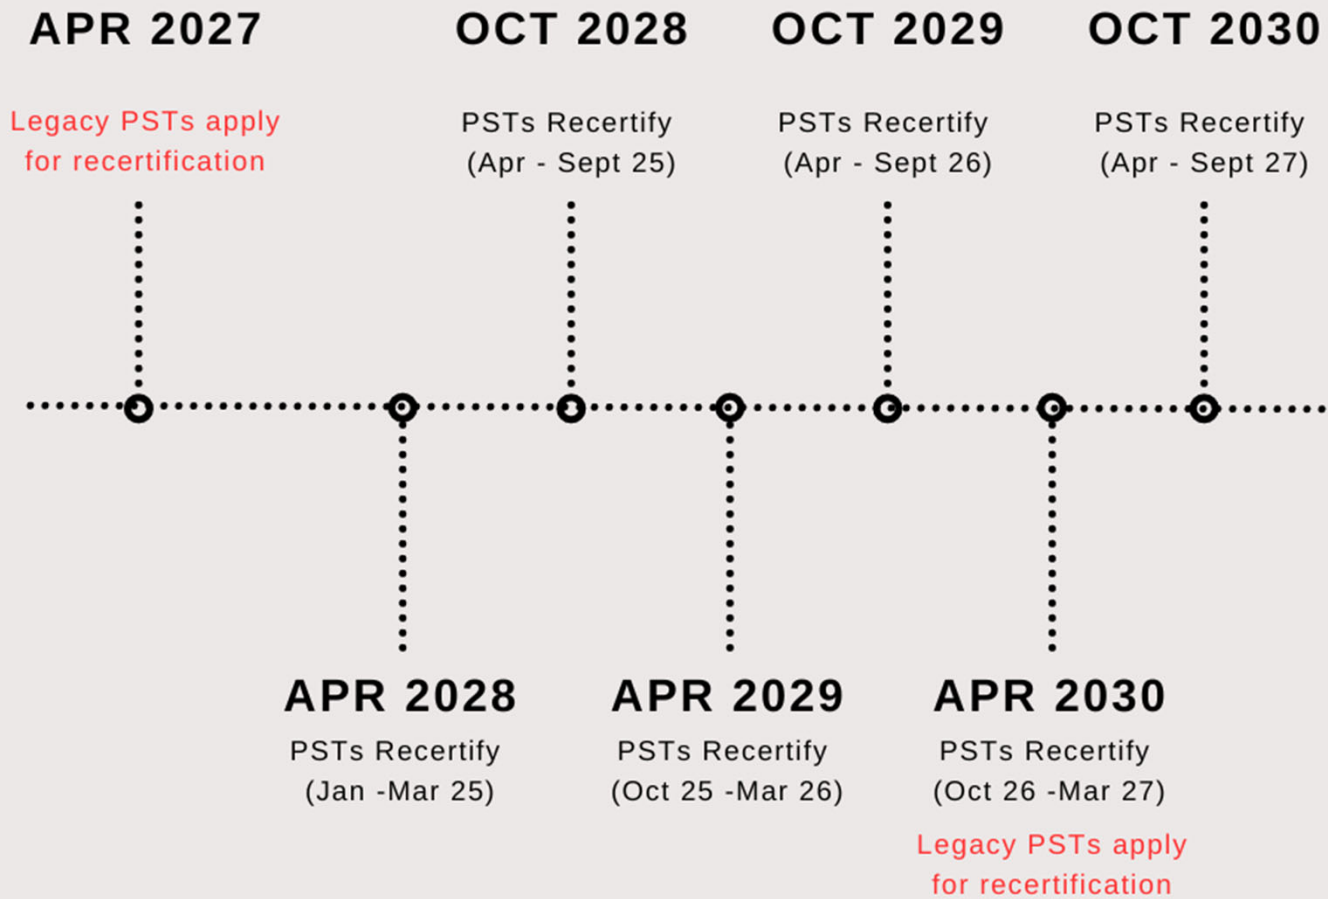 APR 2027
Legacy PSTs apply
for recertification
OCT 2028
PSTs Recertify
(Apr - Sept 25)
OCT 2029
PSTs Recertify
(Apr - Sept 26)
OCT 2030
PSTs Recertify
(Apr - Sept 27)
APR 2028
PSTs Recertify
(Jan -Mar 25)
APR 2029
PSTs Recertify
(Oct 25 -Mar 26)
APR 2030
PSTs Recertify
(Oct 26 -Mar 27)
Legacy PSTs apply
for recertification